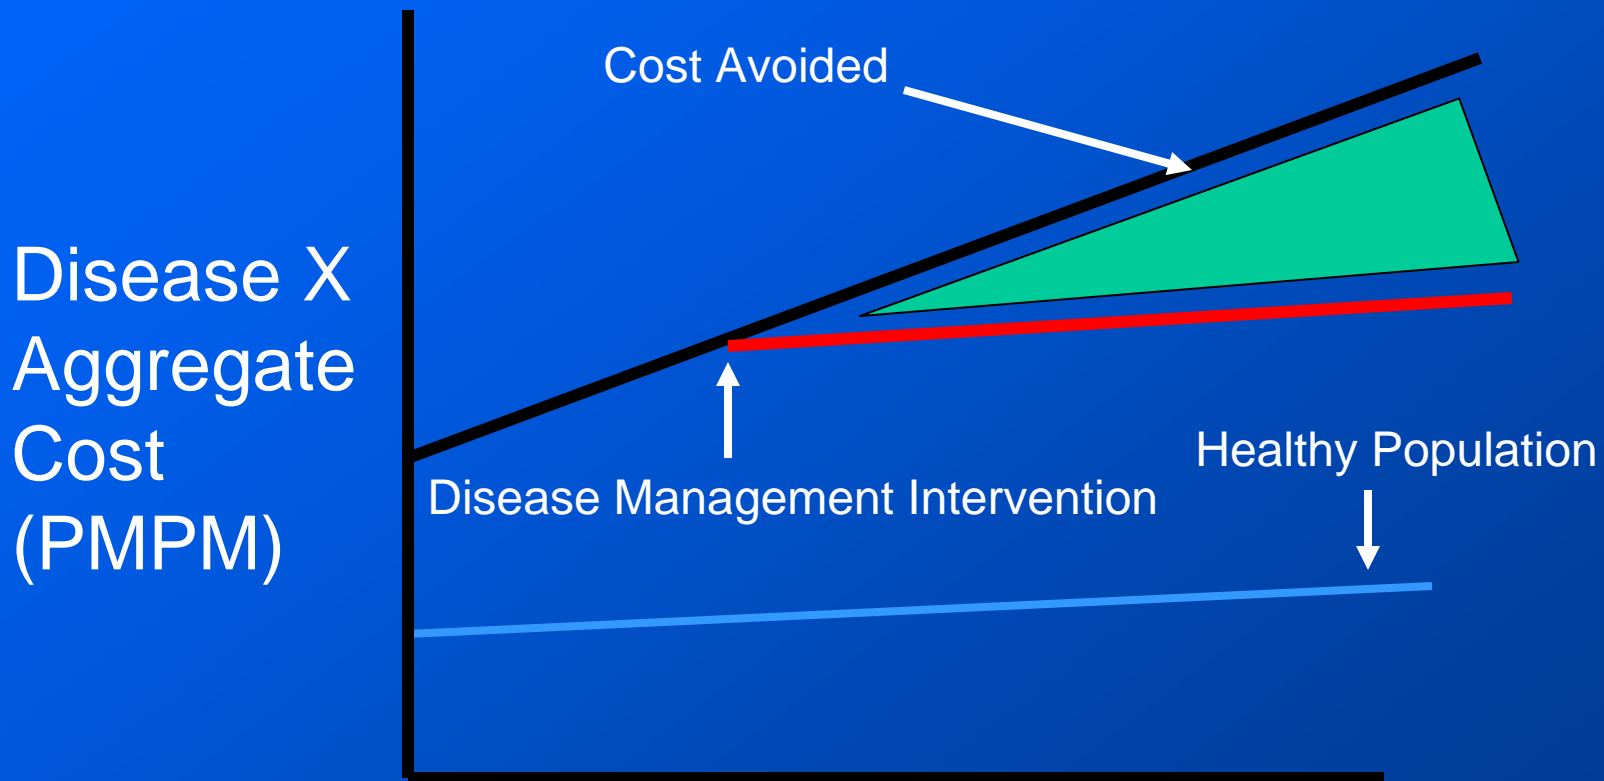 Cost Avoided
Disease X
Aggregate
Cost
(PMPM)
Healthy Population
Disease Management Intervention